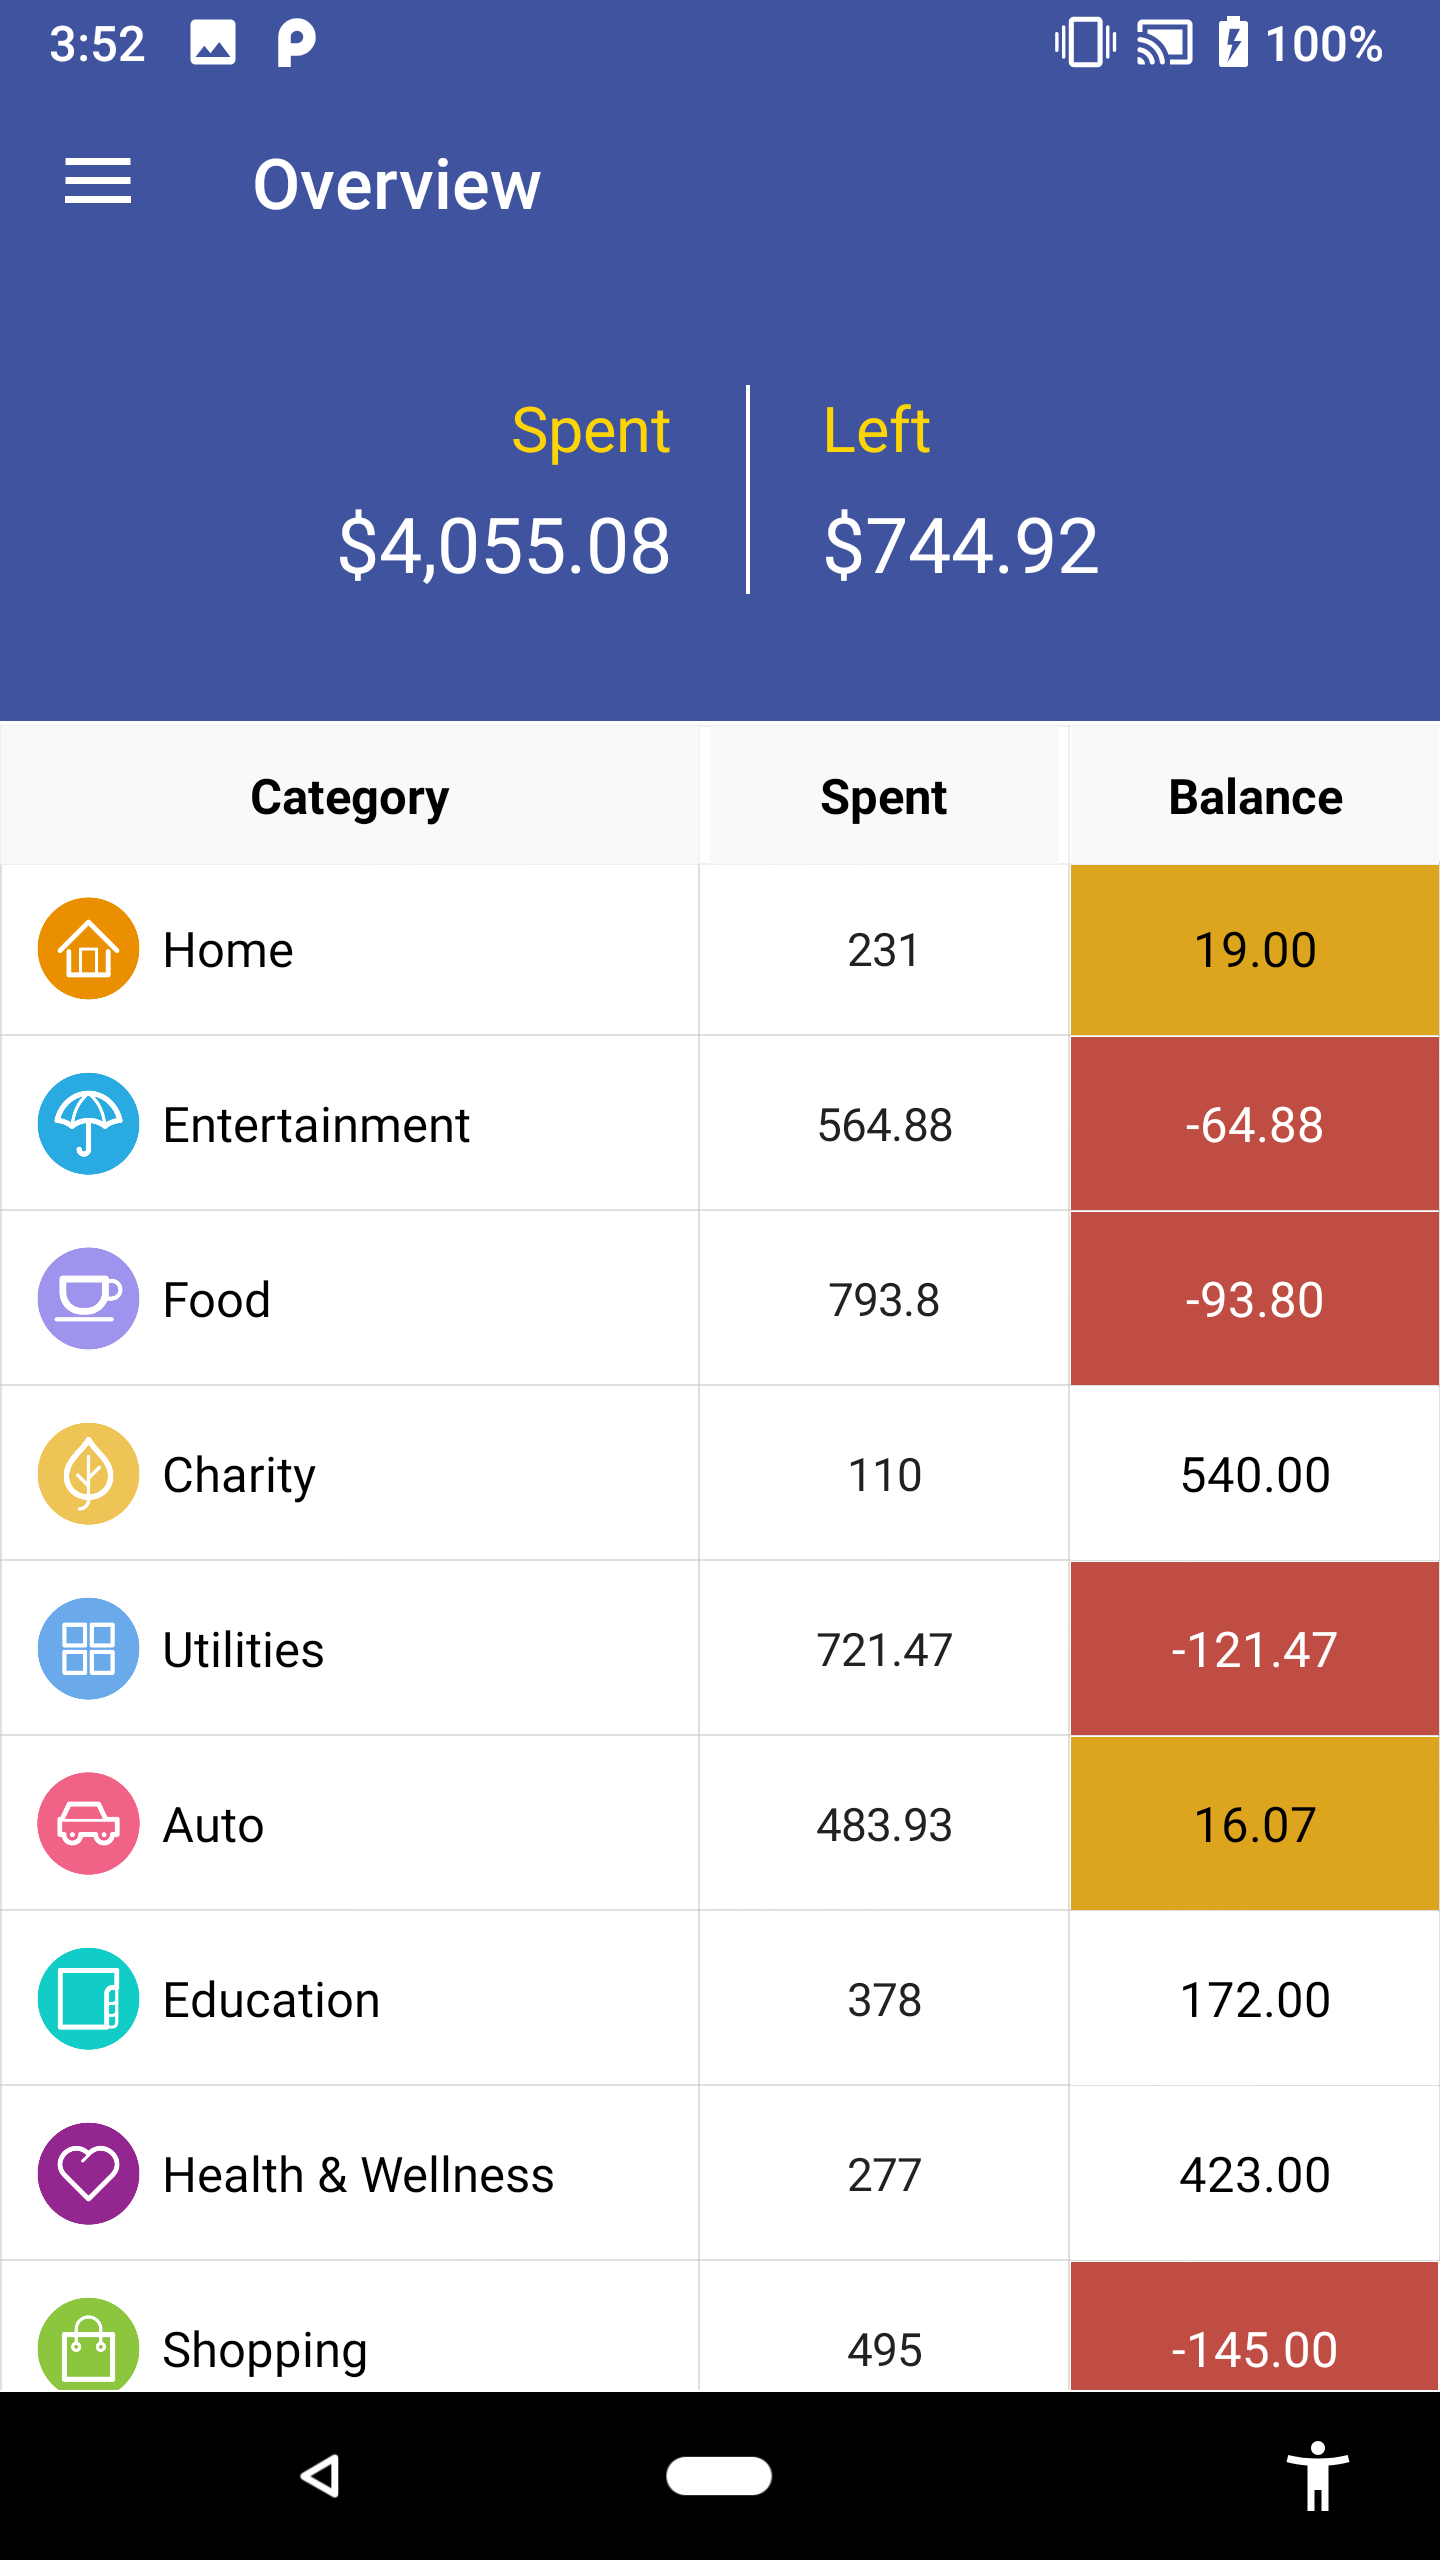 3:52 100%
Overview
Spent Left
$4,055.08 $744.92
Category Spent Balance
Home 231 19.00
Entertainment 564.88 -64.88
Food 793.8 -93.80
Charity 110 540.00
Utilities 721.47 -121.47
Auto 483.93 16.07
Education 378 172.00
Health & Wellness 277 423.00
Shopping 495 -145.00